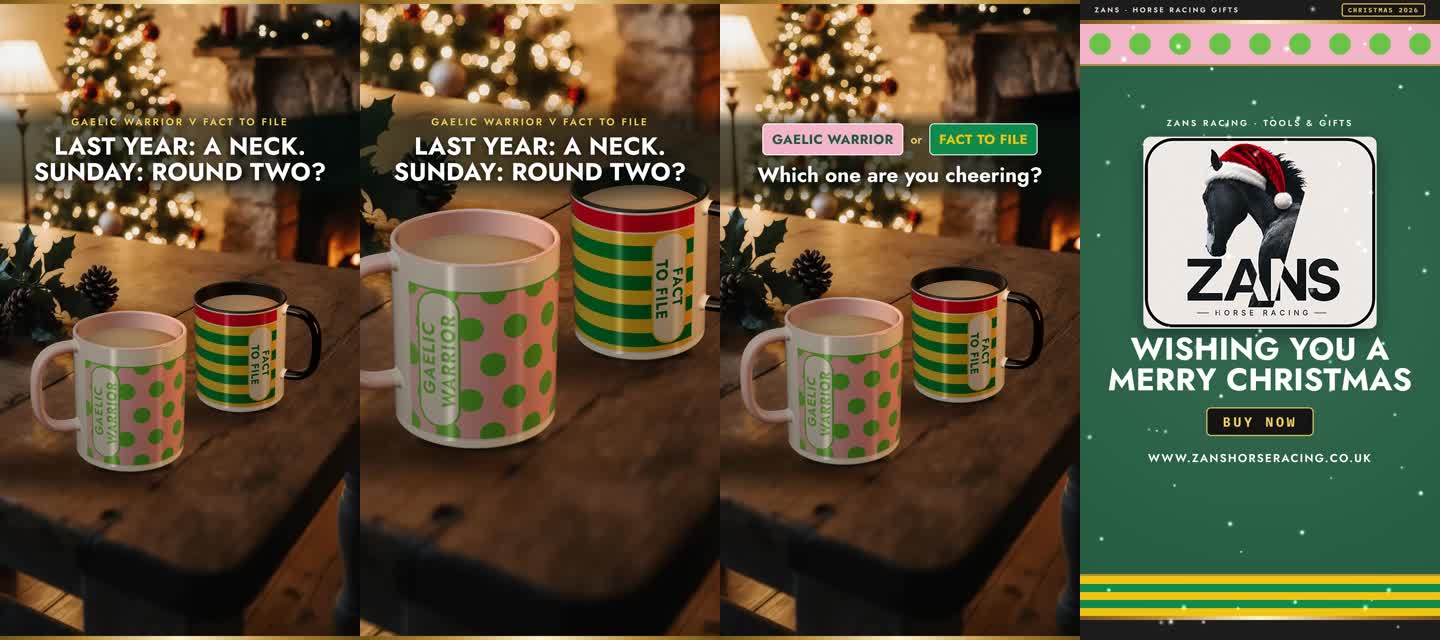 GAELIC WARRIOR V FACT TO FILE
LAST YEAR: A NECK.
SUNDAY: ROUND TWO?
GAELIC
WARRIOR
FACT
TO FILE
GAELIC WARRIOR V FACT TO FILE
LAST YEAR: A NECK.
SUNDAY: ROUND TWO?
GAELIC
WARRIOR
FACT
TO FILE
GAELIC WARRIOR or FACT TO FILE
Which one are you cheering?
GAELIC
WARRIOR
FACT
TO FILE
ZANS · HORSE RACING GIFTS
CHRISTMAS 2026
ZANS RACING · TOOLS & GIFTS
ZANS
HORSE RACING
WISHING YOU A
MERRY CHRISTMAS
BUY NOW
WWW.ZANSHORSERACING.CO.UK